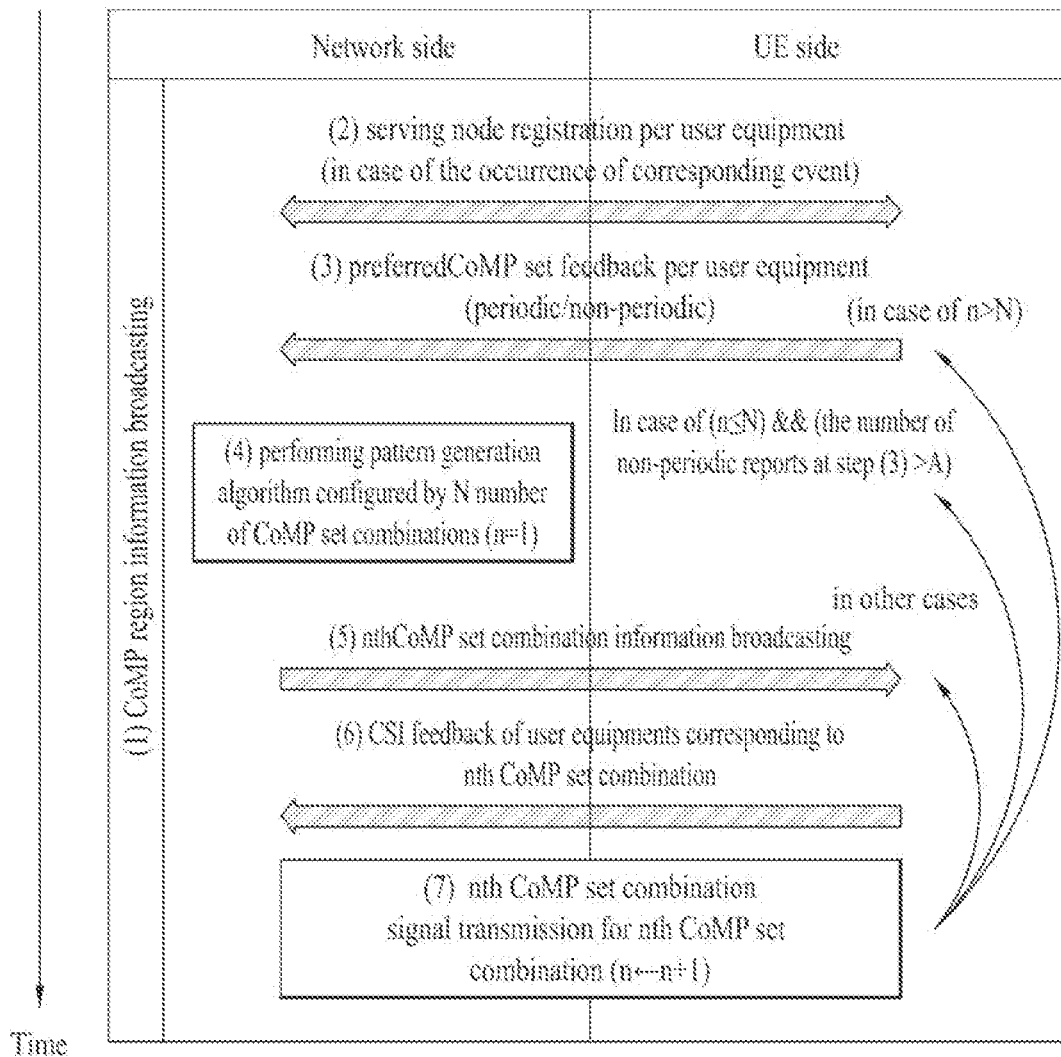 Network side
UE side
(1) CoMP region information broadcasting
(2) serving node registration per user equipment
(in case of the occurrence of corresponding event)
(3) preferredCoMP set feedback per user equipment
(periodic/non-periodic)
(in case of n>N)
In case of (n≤N) && (the number of
non-periodic reports at step (3) >A)
(4) performing pattern generation
algorithm configured by N number
of CoMP set combinations (n=1)
in other cases
(5) nthCoMP set combination information broadcasting
(6) CSI feedback of user equipments corresponding to
nth CoMP set combination
(7) nth CoMP set combination
signal transmission for nth CoMP set
combination (n←n+1)
Time